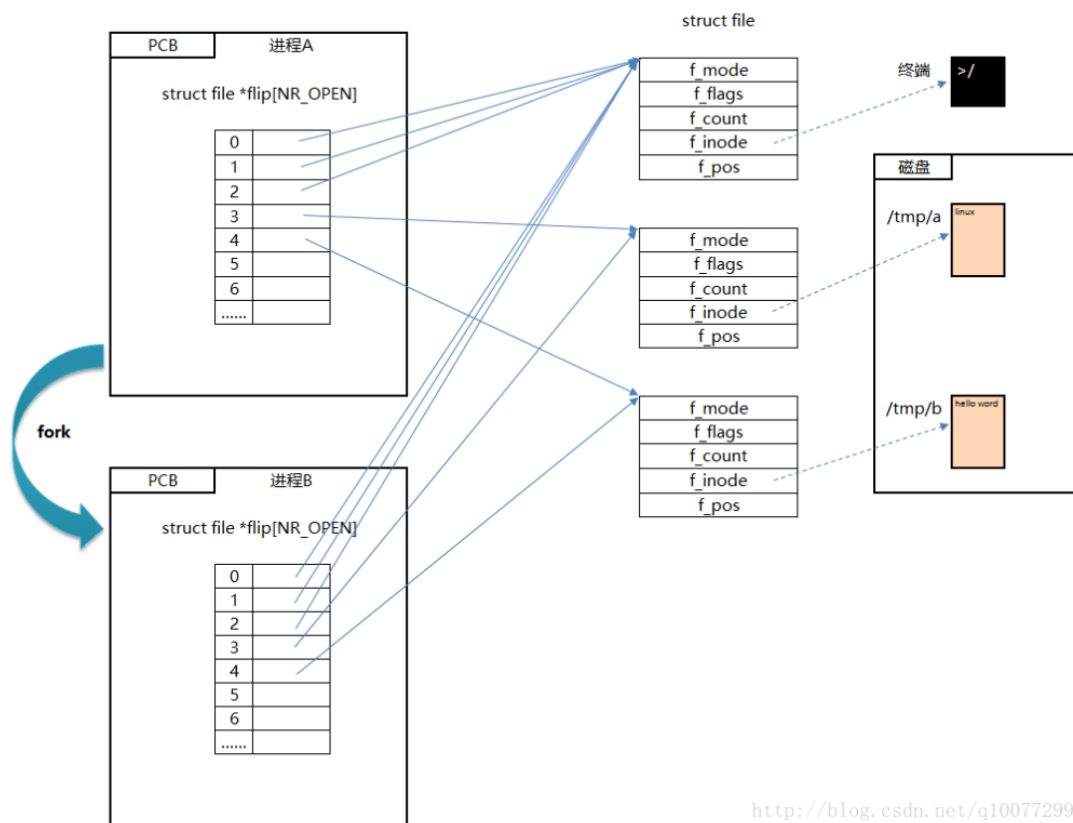 struct file
PCB
进程A
struct file *flip[NR_OPEN]
0
1
2
3
4
5
6
......
fork
PCB
进程B
struct file *flip[NR_OPEN]
0
1
2
3
4
5
6
......
f_mode
f_flags
f_count
f_inode
f_pos
f_mode
f_flags
f_count
f_inode
f_pos
f_mode
f_flags
f_count
f_inode
f_pos
终端
>/
磁盘
/tmp/a
linux
/tmp/b
hello word
http://blog.csdn.net/q10077299